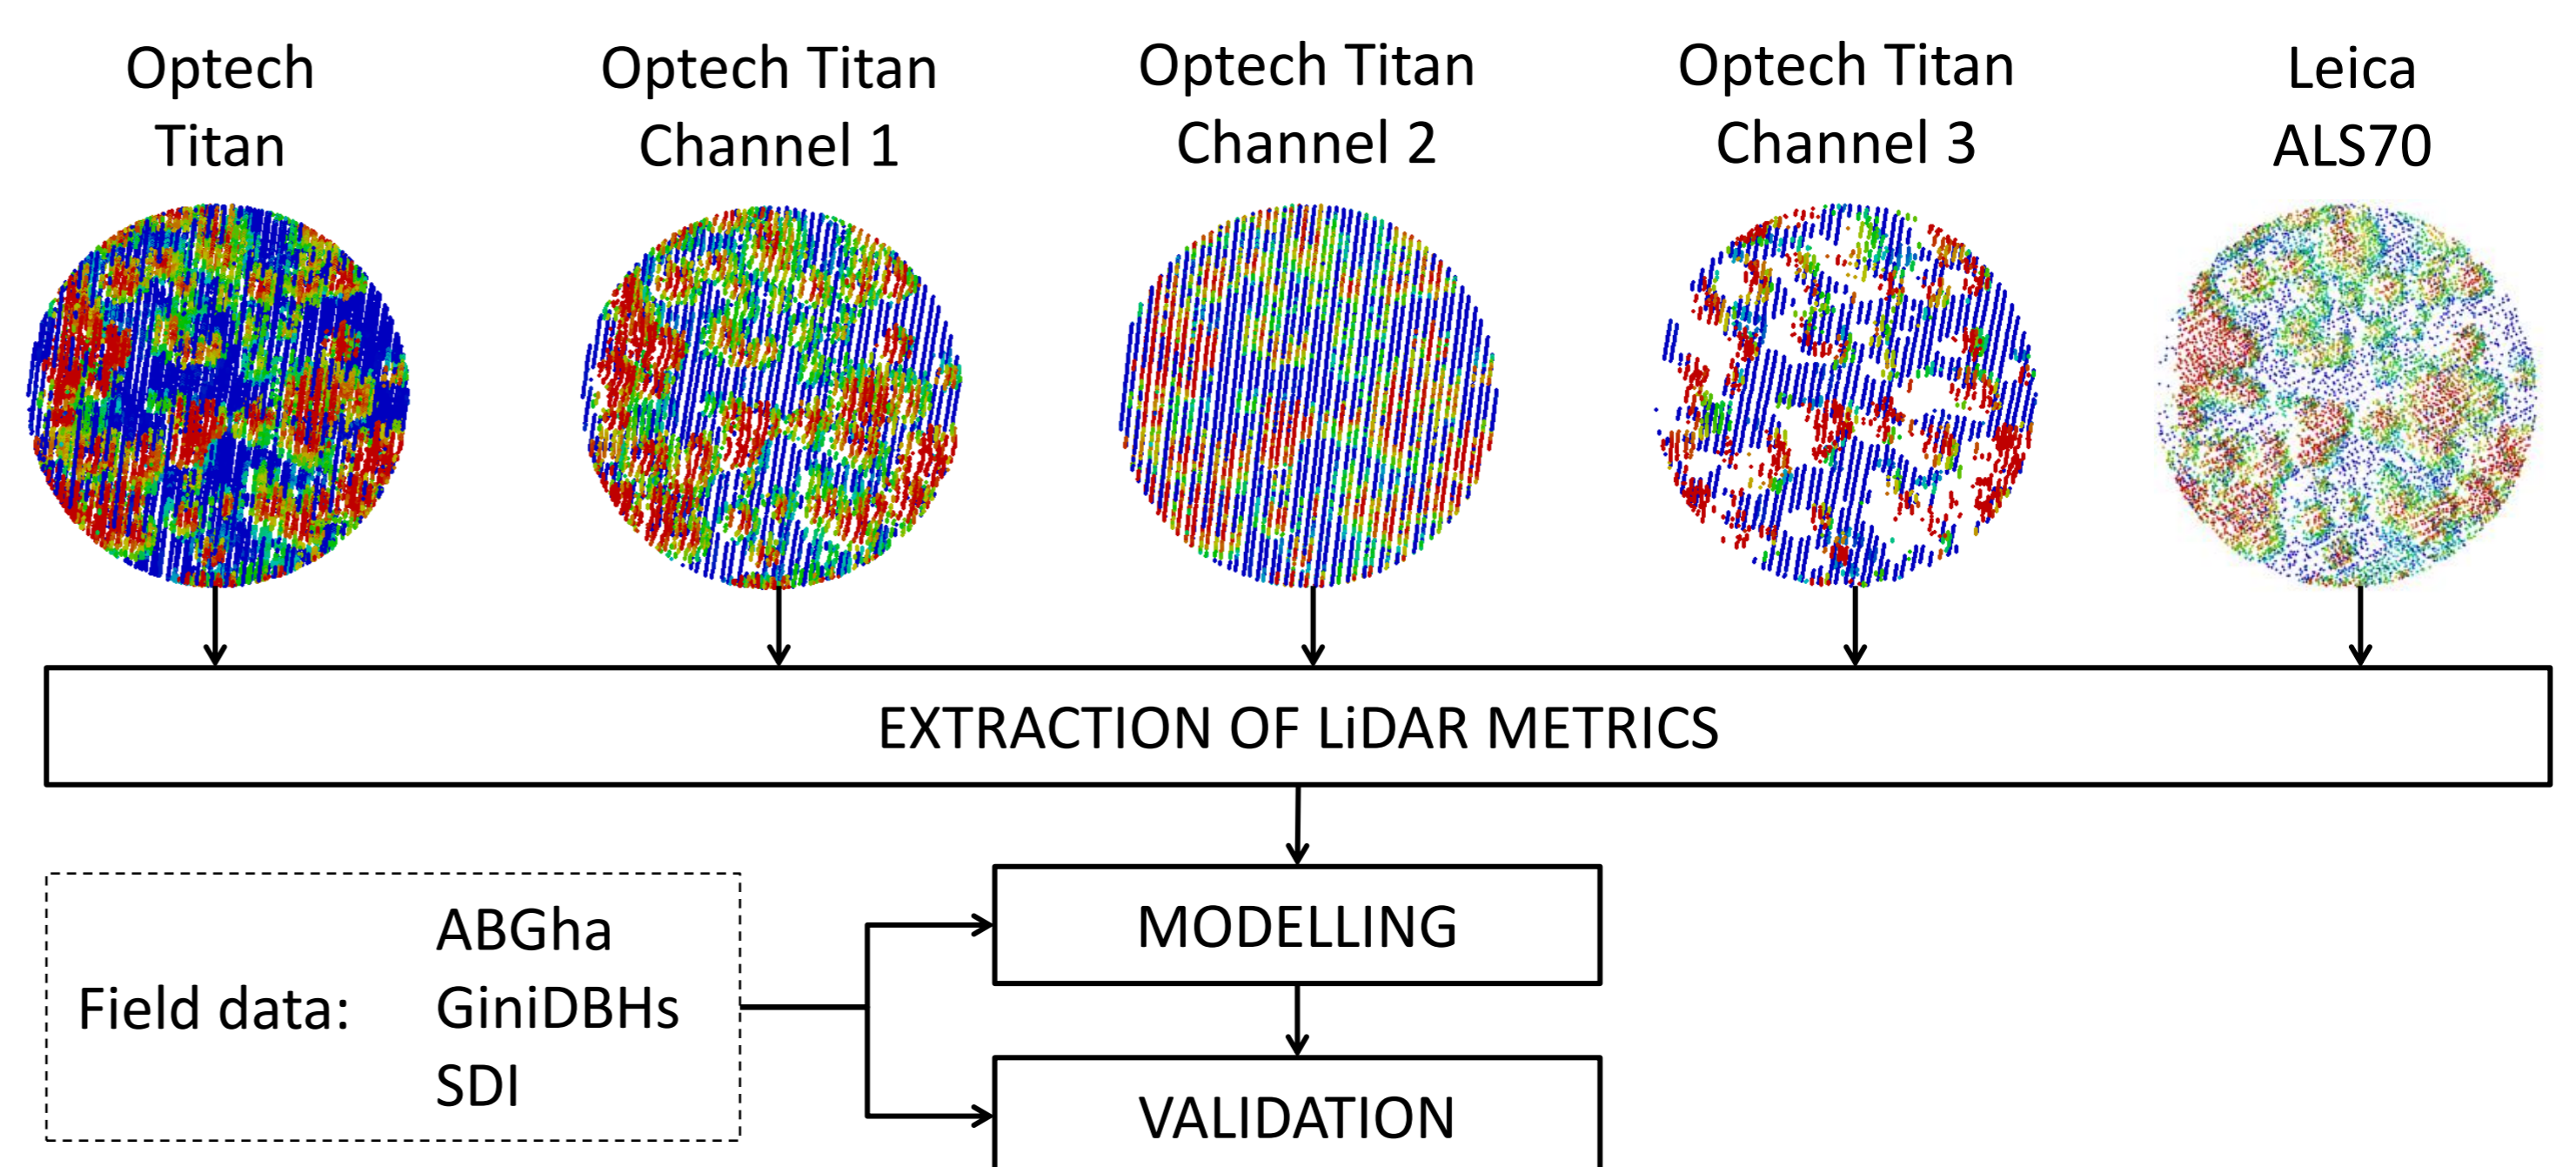 Optech
Titan
Optech Titan
Channel 1
Optech Titan
Channel 2
Optech Titan
Channel 3
Leica
ALS70
EXTRACTION OF LiDAR METRICS
Field data:
ABGha
GiniDBHs
SDI
MODELLING
VALIDATION